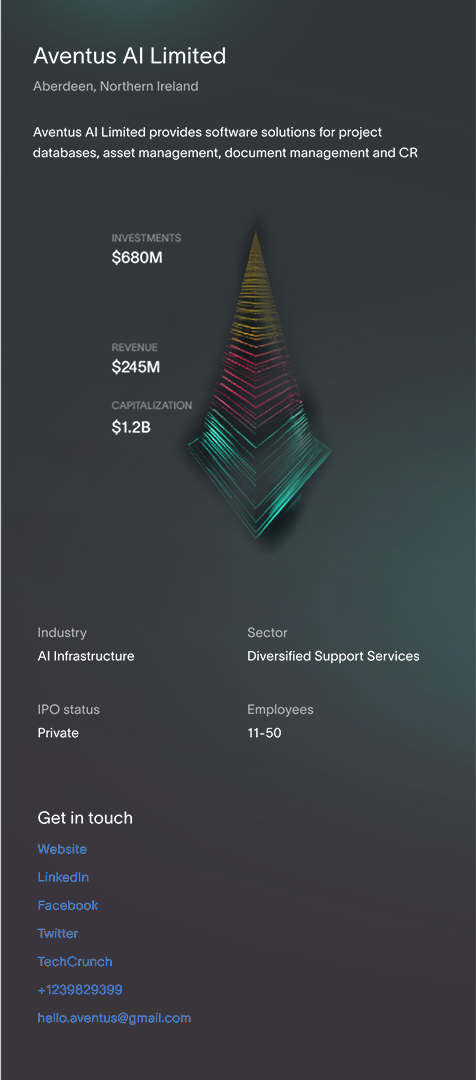 Aventus AI Limited
Aberdeen, Northern Ireland
Aventus AI Limited provides software solutions for project
databases, asset management, document management and CR
INVESTMENTS
$680M
REVENUE
$245M
CAPITALIZATION
$1.2B
Industry
AI Infrastructure
Sector
Diversified Support Services
IPO status
Private
Employees
11-50
Get in touch
Website
LinkedIn
Facebook
Twitter
TechCrunch
+1239829399
hello.aventus@gmail.com